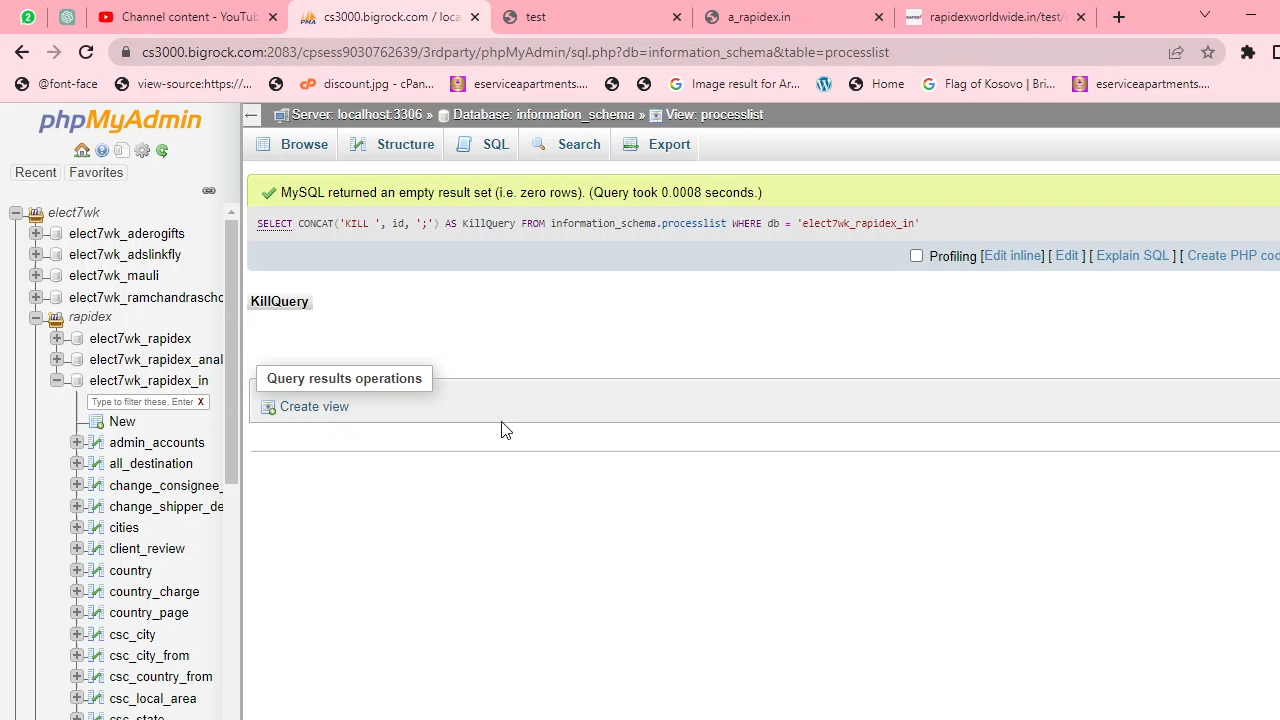 2
Channel content - YouTub
cs3000.bigrock.com / loca
test
a_rapidex.in
rapidexworldwide.in/test/
cs3000.bigrock.com:2083/cpsess9030762639/3rdparty/phpMyAdmin/sql.php?db=information_schema&table=processlist
@font-face
view-source:https://...
discount.jpg - cPan...
eserviceapartments....
Image result for Ar...
Home
Flag of Kosovo | Bri...
eserviceapartments....
phpMyAdmin
Server: localhost:3306 » Database: information_schema » View: processlist
Browse Structure SQL Search Export
Recent Favorites
MySQL returned an empty result set (i.e. zero rows). (Query took 0.0008 seconds.)
SELECT CONCAT('KILL ', id, ';') AS KillQuery FROM information_schema.processlist WHERE db = 'elect7wk_rapidex_in'
Profiling [Edit inline] [ Edit ] [ Explain SQL ] [ Create PHP cod
KillQuery
Query results operations
Create view
elect7wk
elect7wk_aderogifts
elect7wk_adslinkfly
elect7wk_mauli
elect7wk_ramchandrascho
rapidex
elect7wk_rapidex
elect7wk_rapidex_anal
elect7wk_rapidex_in
Type to filter these, Enter X
New
admin_accounts
all_destination
change_consignee_
change_shipper_de
cities
client_review
country
country_charge
country_page
csc_city
csc_city_from
csc_country_from
csc_local_area
csc_state